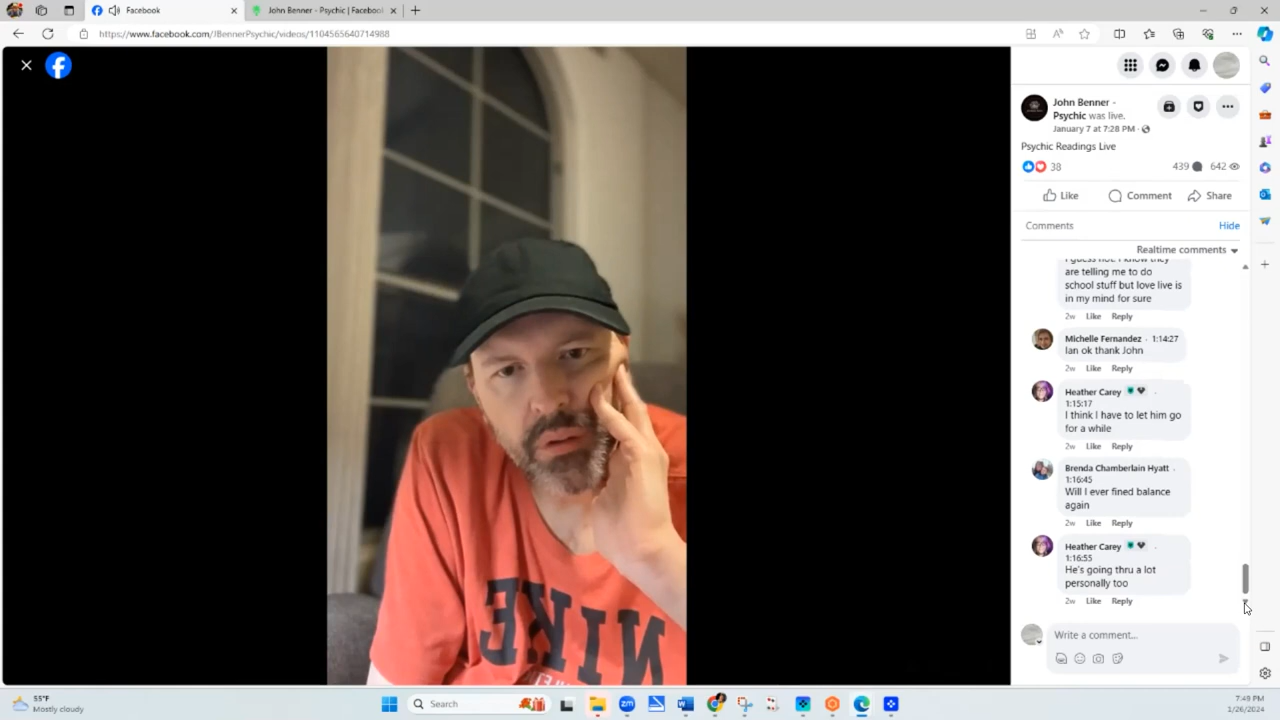 Facebook
John Benner - Psychic | Facebook
https://www.facebook.com/JBennerPsychic/videos/1104565640714988
John Benner -
Psychic was live.
January 7 at 7:28 PM ·
Psychic Readings Live
38
439
642
Like
Comment
Share
Comments
Hide
Realtime comments
I guess not. I know they
are telling me to do
school stuff but love live is
in my mind for sure
2w Like Reply
Michelle Fernandez · 1:14:27
Ian ok thank John
2w Like Reply
Heather Carey ·
1:15:17
I think I have to let him go
for a while
2w Like Reply
Brenda Chamberlain Hyatt ·
1:16:45
Will I ever fined balance
again
2w Like Reply
Heather Carey ·
1:16:55
He's going thru a lot
personally too
2w Like Reply
Write a comment...
NIKE
55°F
Mostly cloudy
Search
zm
7:49 PM
1/26/2024